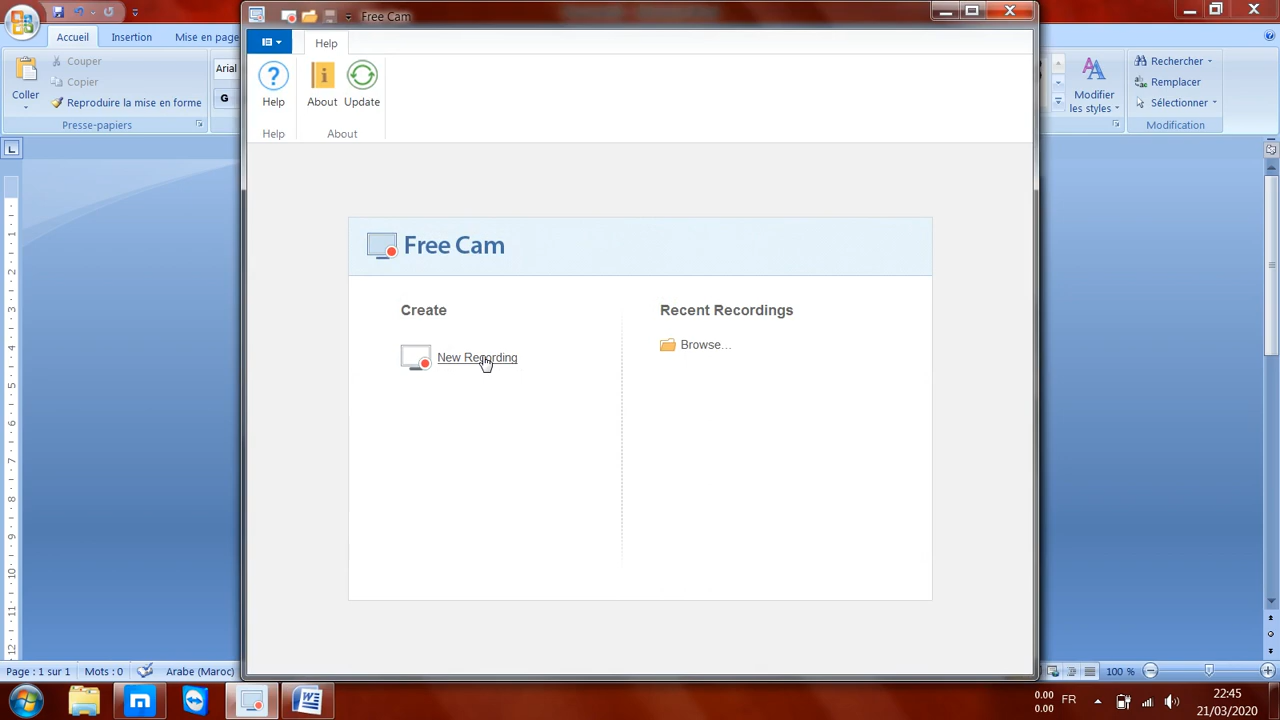 Free Cam
Accueil Insertion Mise en page
Help
Couper
Copier
Coller
Reproduire la mise en forme
Presse-papiers
Arial
G
Help About Update
Help About
Modifier
les styles
Rechercher
Remplacer
Sélectionner
Modification
Free Cam
Create
New Recording
Recent Recordings
Browse...
Page : 1 sur 1 Mots : 0 Arabe (Maroc) 100 %
0.00
0.00
FR
22:45
21/03/2020